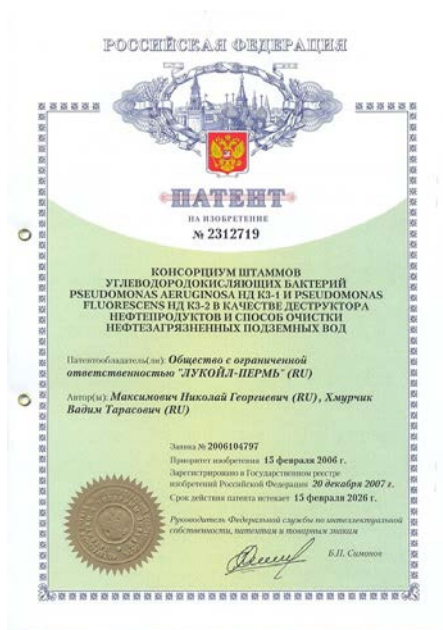 РОССИЙСКАЯ ФЕДЕРАЦИЯ
ПАТЕНТ
НА ИЗОБРЕТЕНИЕ
№ 2312719
КОНСОРЦИУМ ШТАММОВ
УГЛЕВОДОРОДОКИСЛЯЮЩИХ БАКТЕРИЙ
PSEUDOMONAS AERUGINOSA НД К3-1 И PSEUDOMONAS
FLUORESCENS НД К3-2 В КАЧЕСТВЕ ДЕСТРУКТОРА
НЕФТЕПРОДУКТОВ И СПОСОБ ОЧИСТКИ
НЕФТЕЗАГРЯЗНЕННЫХ ПОДЗЕМНЫХ ВОД
Патентообладатель(ли): Общество с ограниченной
ответственностью "ЛУКОЙЛ-ПЕРМЬ" (RU)
Автор(ы): Максимович Николай Георгиевич (RU), Хмурчик
Вадим Тарасович (RU)
Заявка № 2006104797
Приоритет изобретения 15 февраля 2006 г.
Зарегистрировано в Государственном реестре
изобретений Российской Федерации 20 декабря 2007 г.
Срок действия патента истекает 15 февраля 2026 г.
Руководитель Федеральной службы по интеллектуальной
собственности, патентам и товарным знакам
Б.П. Симонов